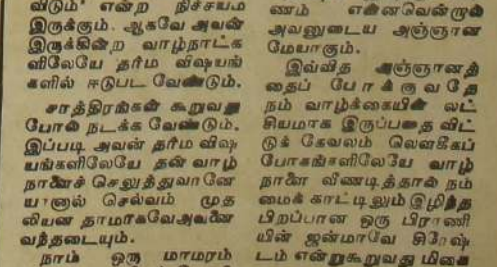 விடும்' என்ற நிச்சயம்
இருக்கும். ஆகவே அவன்
இருக்கின்ற வாழ்நாட்க
ளிலேயே தர்ம விஷயங்
களில் ஈடுபட வேண்டும்.
சாத்திரங்கள் கூறுவது
போல் நடக்க வேண்டும்.
இப்படி அவன் தர்ம விஷ
யங்களிலேயே தன் வாழ்
நாளைச் செலுத்துவானே
யானால் செல்வம் முத
லியன தாமாகவேஅவனை
வந்தடையும்.
நாம் ஒரு மாமரம்
ணம் என்னவென்றால்
அவனுடைய அஞ்ஞான
மேயாகும்.
இவ்வித அஞ்ஞானத்
தைப் போக்குவதே
நம் வாழ்க்கையின் லட்
சியமாக இருப்பதை விட்
டுக் கேவலம் லௌகிகப்
போகங்களிலேயே வாழ்
நாளை வீணடித்தால் நம்
மைக் காட்டிலும் இழிந்த
பிறப்பான ஒரு பிராணி
யின் ஜன்மாவே சிரேஷ்
டம் என்றுகூறுவது மிகை